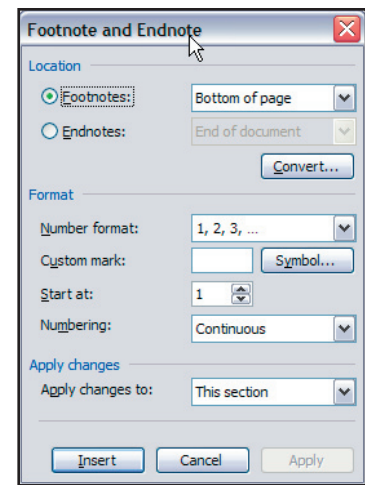 Footnote and Endnote
Location
Footnotes: Bottom of page
Endnotes: End of document
Convert...
Format
Number format: 1, 2, 3, ...
Custom mark: Symbol...
Start at: 1
Numbering: Continuous
Apply changes
Apply changes to: This section
Insert Cancel Apply